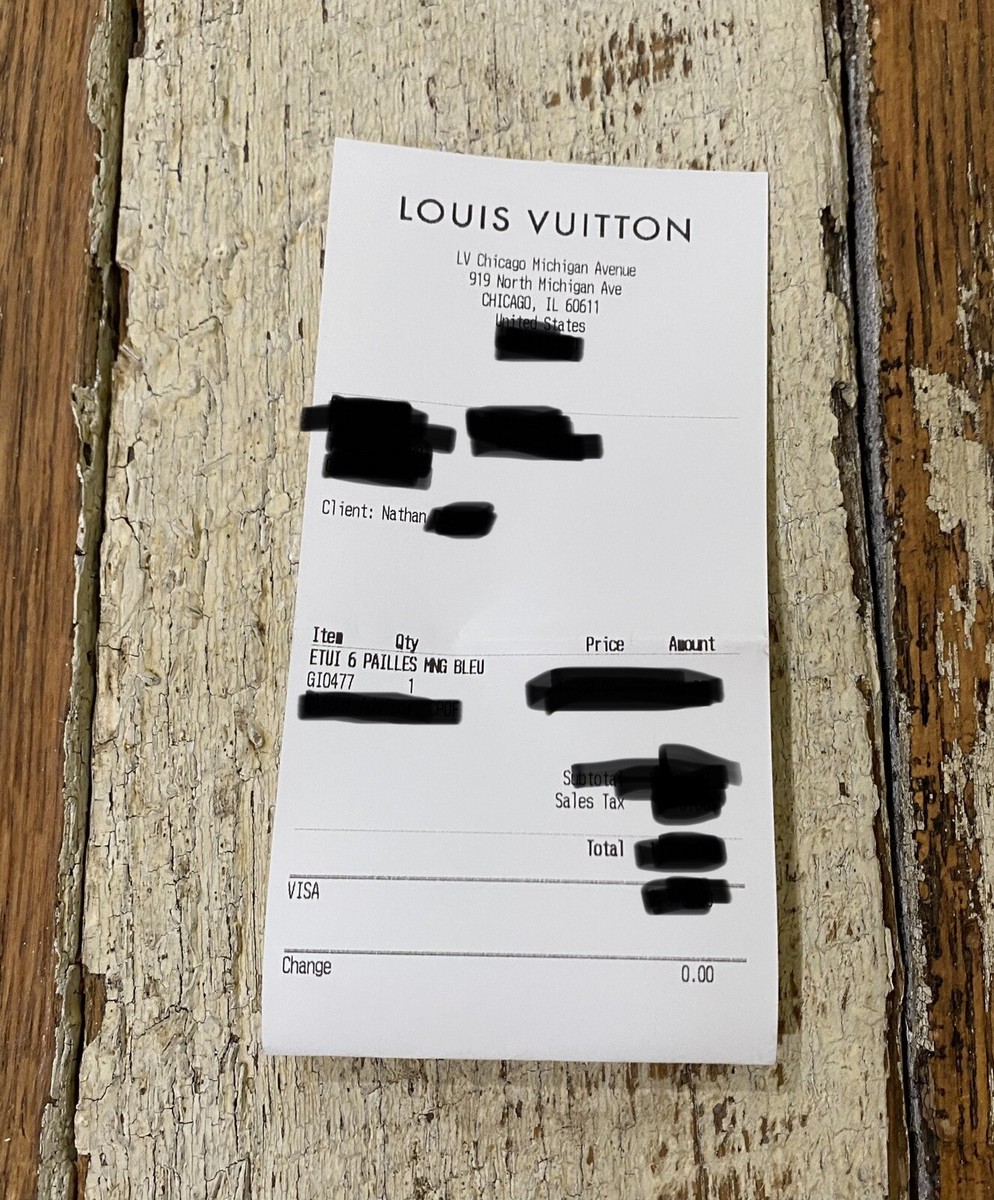 LOUIS VUITTON
LV Chicago Michigan Avenue
919 North Michigan Ave
CHICAGO, IL 60611
United States
Client: Nathan
Item Qty Price Amount
ETUI 6 PAILLES MNG BLEU
GI0477 1
Subtotal
Sales Tax
Total
VISA
Change 0.00